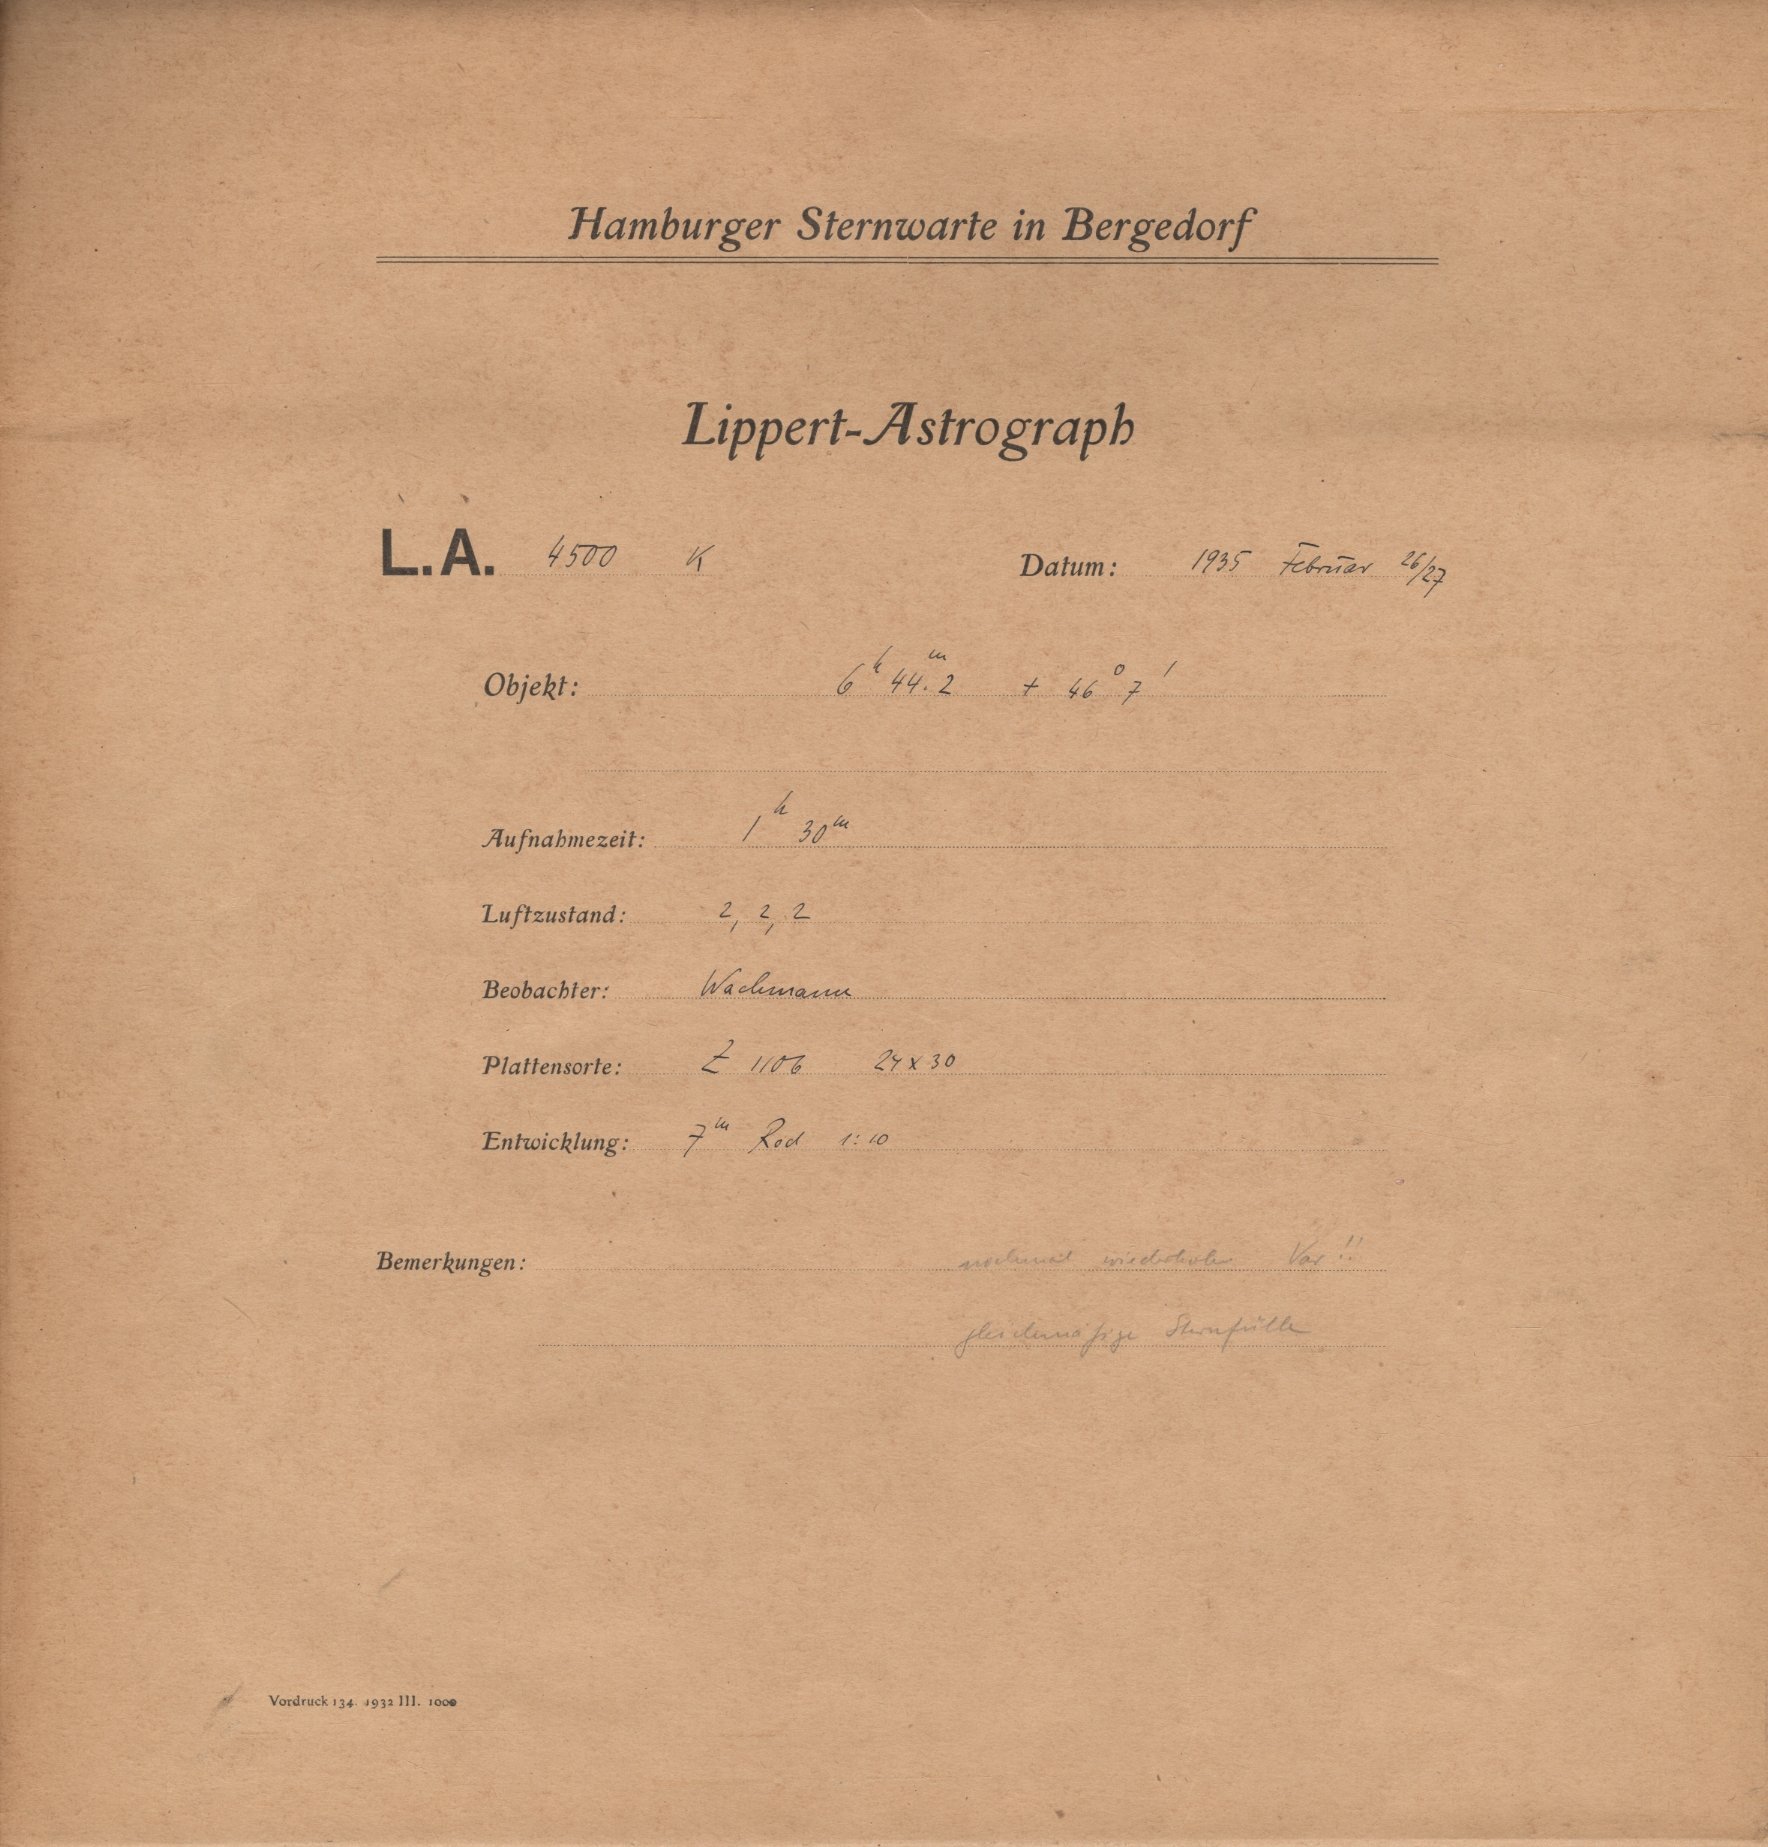 Hamburger Sternwarte in Bergedorf
Lippert-Astrograph
L.A. 4500 K Datum: 1935 Februar 26/27
Objekt: 6h 44m.2 + 46° 7'
Aufnahmezeit: 1h 30m
Luftzustand: 2, 2, 2
Beobachter: Wachmann
Plattensorte: Z 1106 24x30
Entwicklung: 7m Rod 1:10
Bemerkungen: nochmal wiederholen Var!!
gleichmäßige Sternfülle
Vordruck 134. 1932 III. 1000